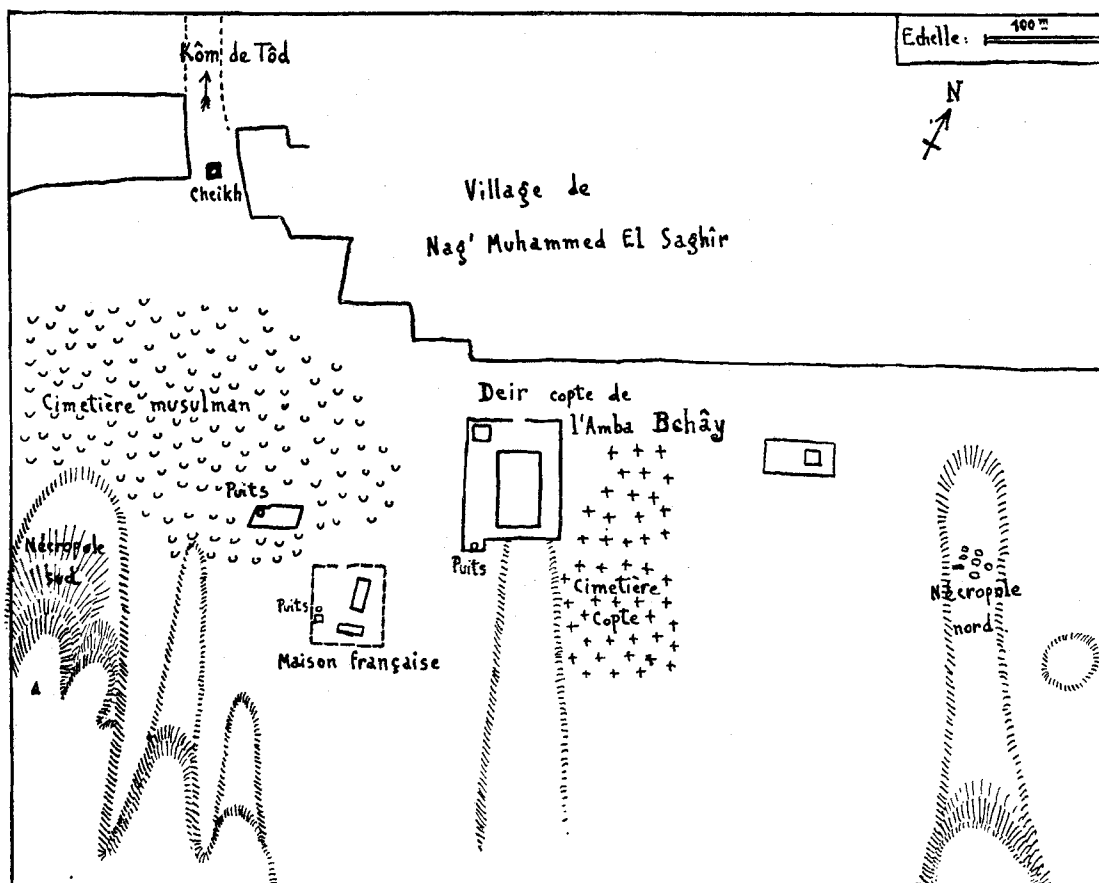 Echelle: 100 m
Kôm de Tôd
N
Cheikh
Village de
Nag' Muhammed El Saghîr
Deir copte de
l'Amba Bchây
Cimetière musulman
Puits
Nécropole
sud
Puits
Puits
Cimetière
Copte
Nécropole
nord
Maison française
A